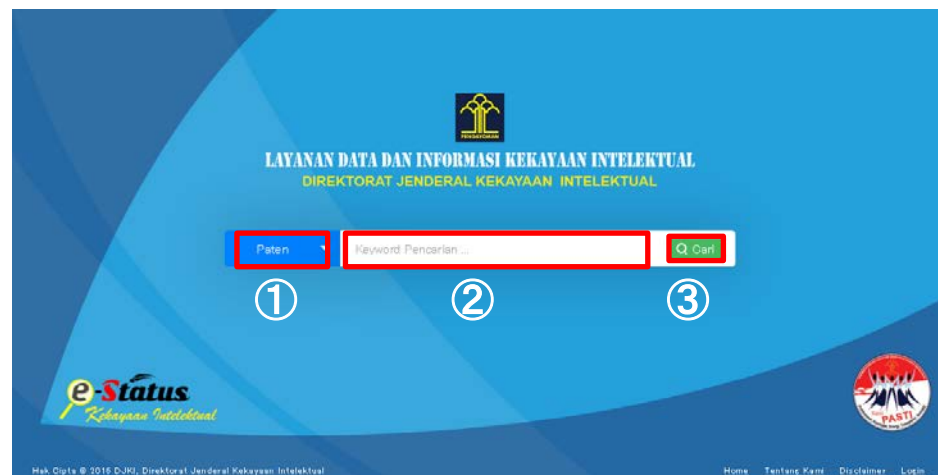 PENGAYOMAN
LAYANAN DATA DAN INFORMASI KEKAYAAN INTELEKTUAL
DIREKTORAT JENDERAL KEKAYAAN INTELEKTUAL
Paten
Keyword Pencarian ...
Cari
① ② ③
e-Status
Kekayaan Intelektual
PASTI
Hak Cipta © 2016 DJKI, Direktorat Jenderal Kekayaan Intelektual
Home Tentang Kami Disclaimer Login